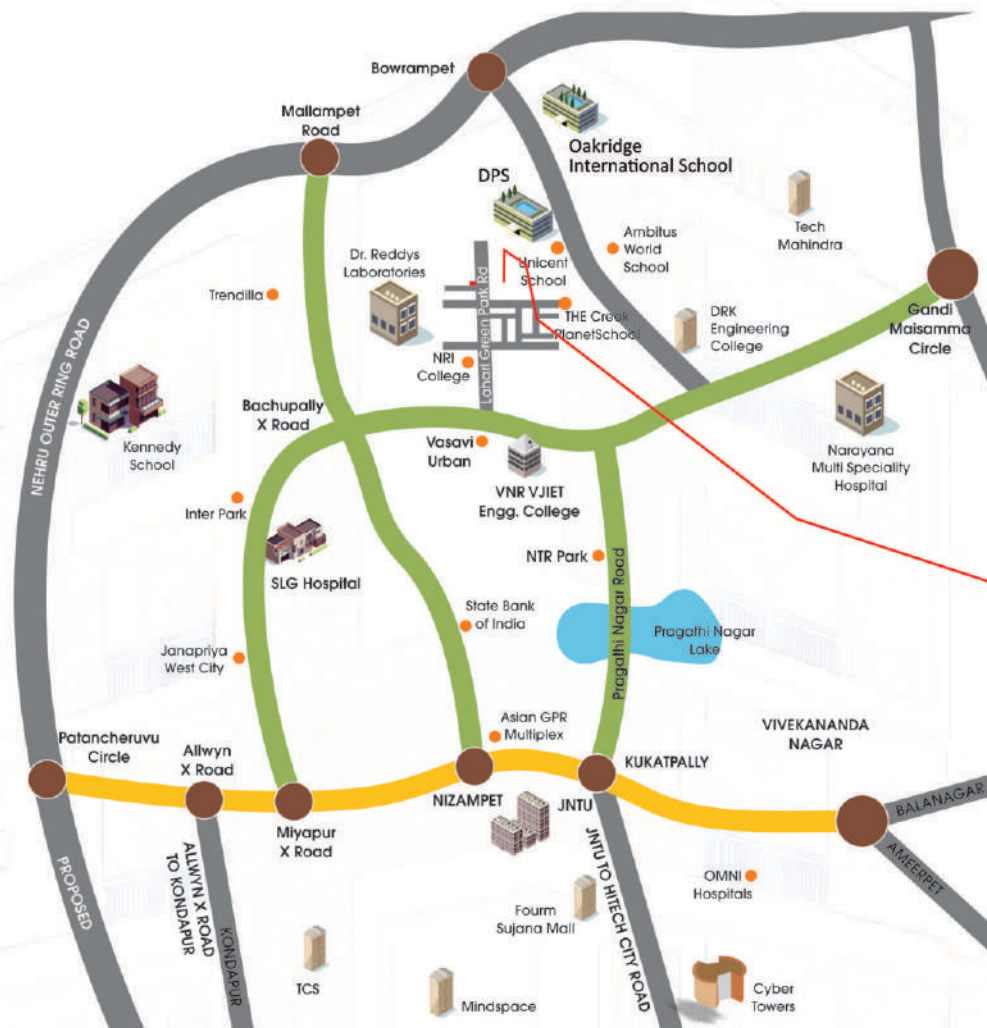 Bowrampet
Mallampet
Road
Oakridge
International School
DPS
Ambitus
World
School
Tech
Mahindra
Dr. Reddys
Laboratories
Unicent
School
Trendilla
Lahari Green Park Rd
THE Creek
PlanetSchool
DRK
Engineering
College
Gandi
Maisamma
Circle
NEHRU OUTER RING ROAD
NRI
College
Bachupally
X Road
Kennedy
School
Vasavi
Urban
Narayana
Multi Speciality
Hospital
VNR VJIET
Engg. College
Inter Park
NTR Park
SLG Hospital
Pragathi Nagar Road
State Bank
of India
Pragathi Nagar
Lake
Janapriya
West City
Asian GPR
Multiplex
VIVEKANANDA
NAGAR
Patancheruvu
Circle
Allwyn
X Road
KUKATPALLY
NIZAMPET
JNTU
BALANAGAR
Miyapur
X Road
AMEERPET
PROPOSED
ALLWYN X ROAD
TO KONDAPUR
KONDAPUR
JNTU TO HITECH CITY ROAD
OMNI
Hospitals
Fourm
Sujana Mall
TCS
Mindspace
Cyber
Towers